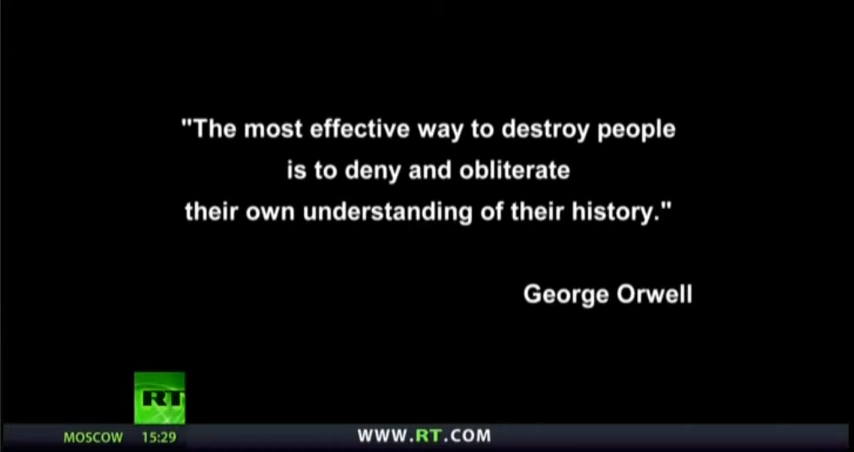 "The most effective way to destroy people
is to deny and obliterate
their own understanding of their history."
George Orwell
RT
MOSCOW 15:29 WWW.RT.COM